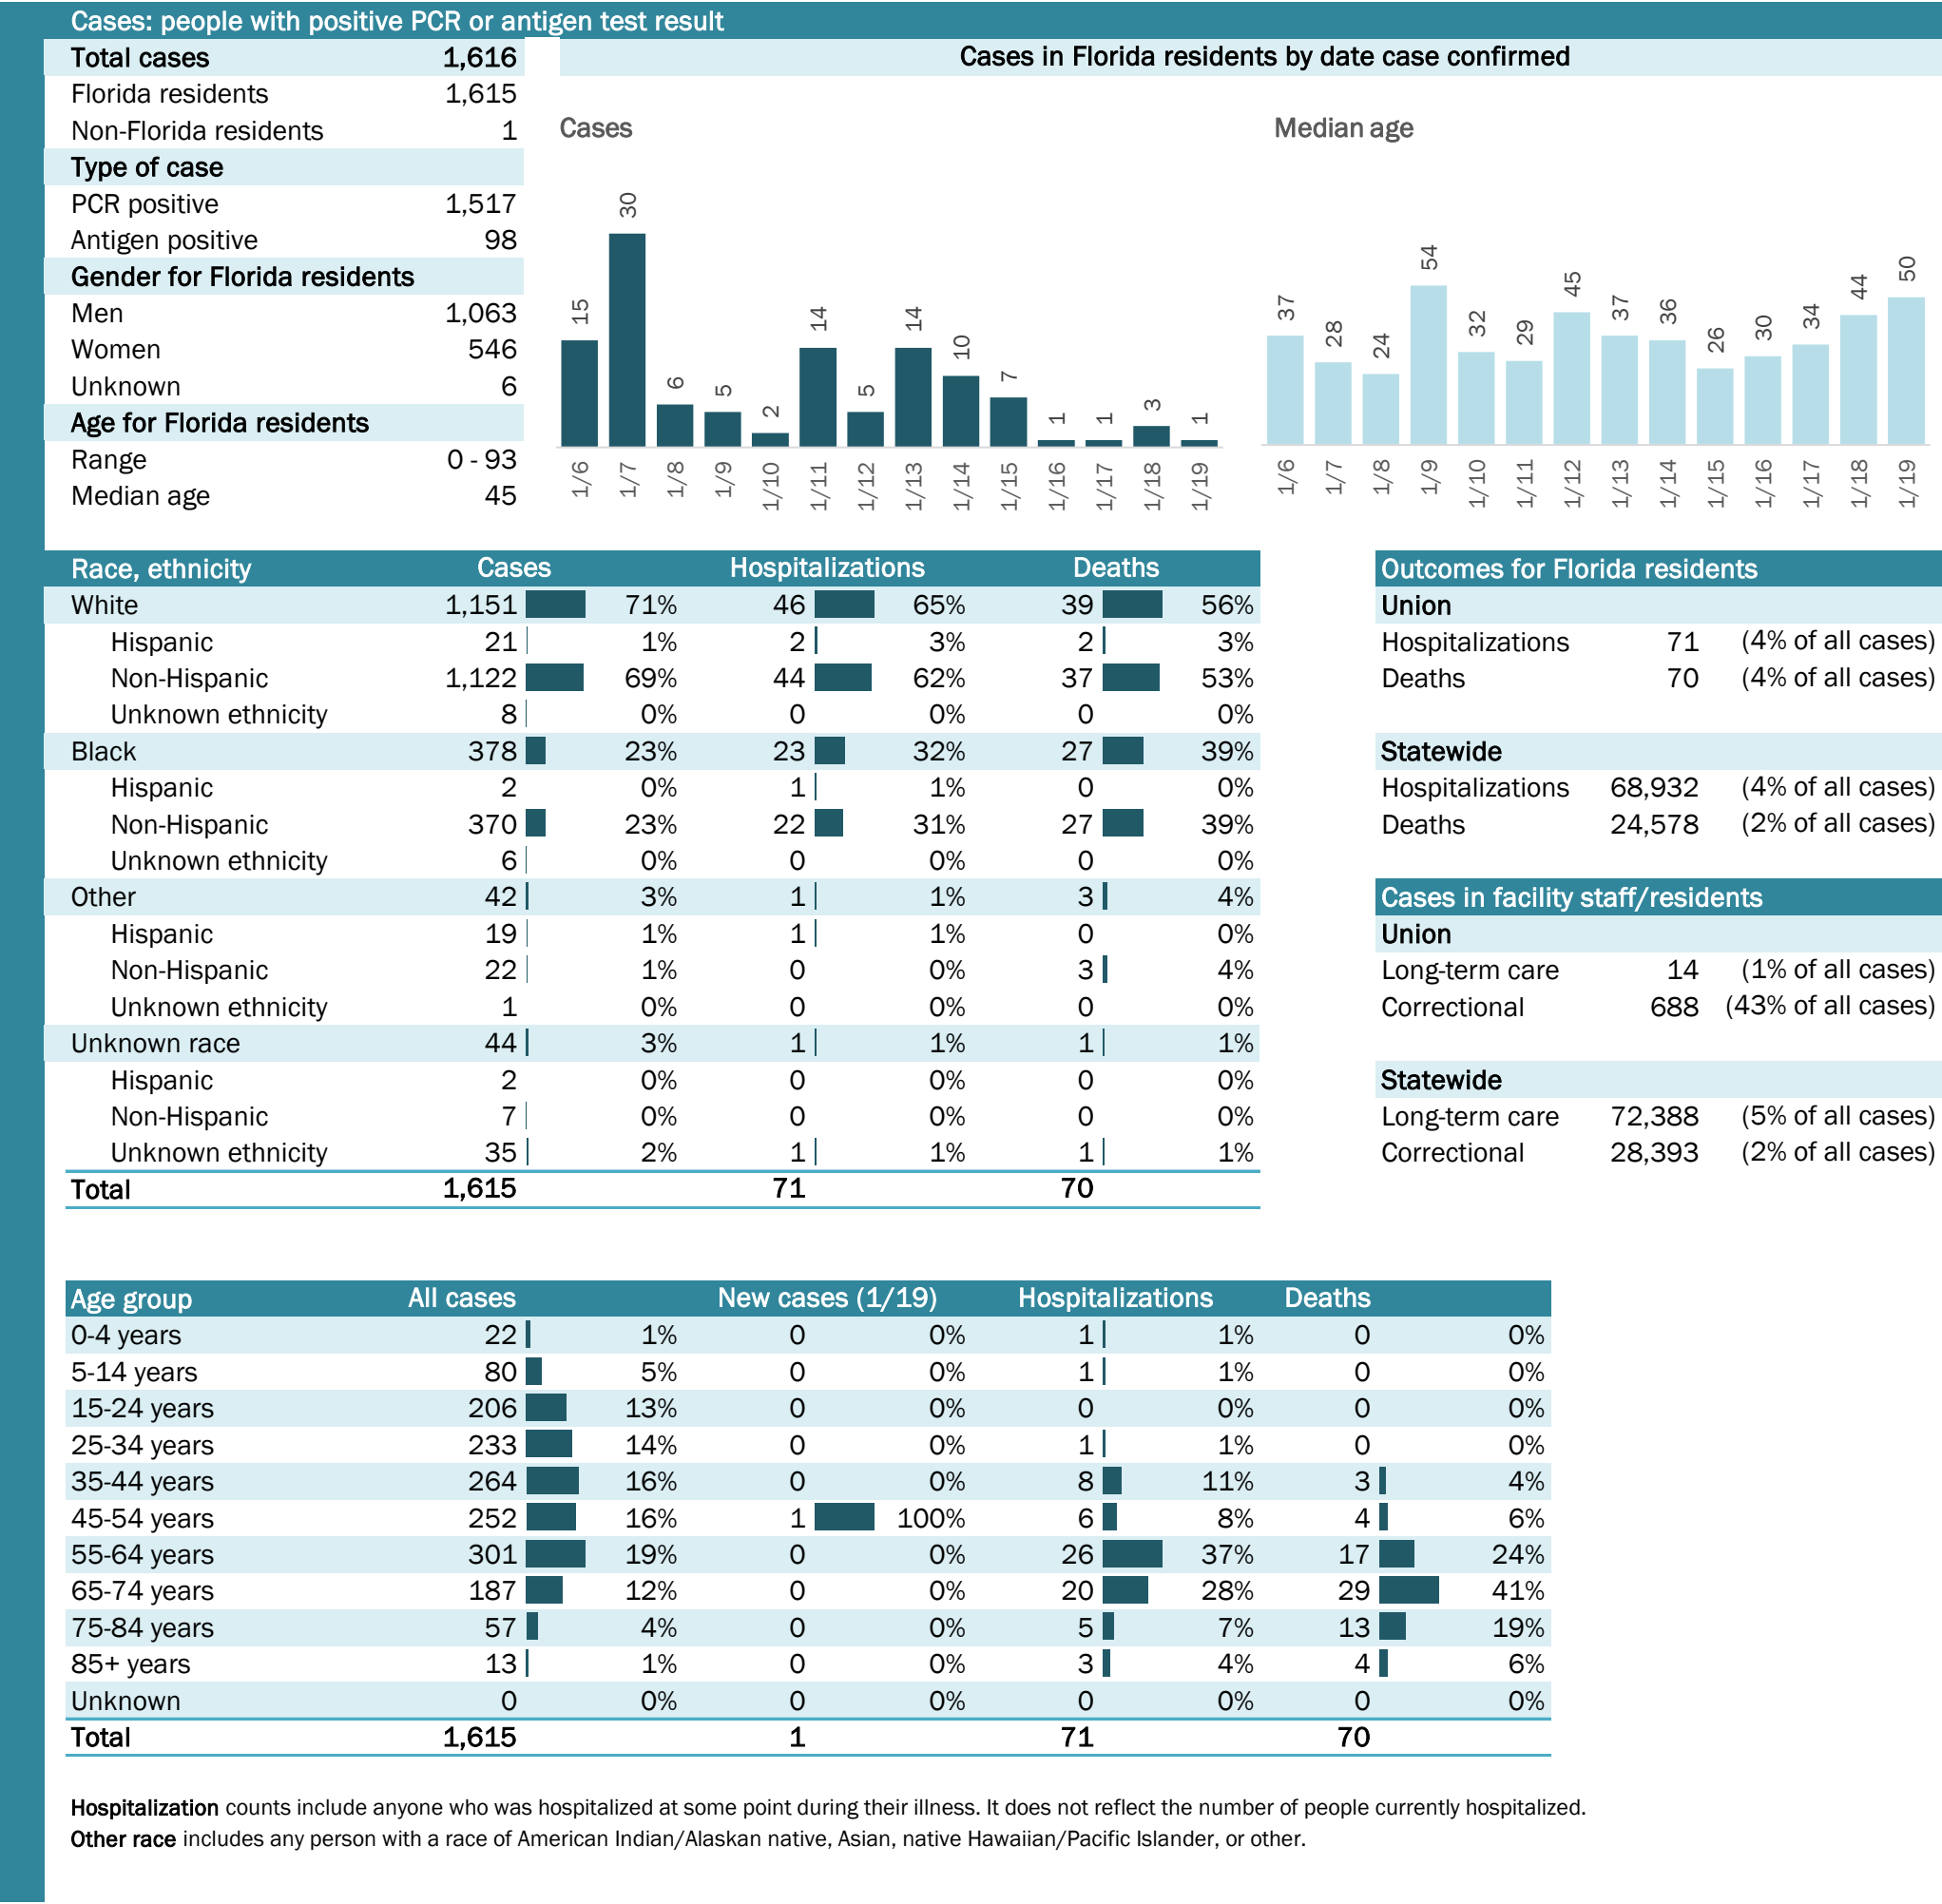 Cases: people with positive PCR or antigen test result
Total cases 1,616
Florida residents 1,615
Non-Florida residents 1
Type of case
PCR positive 1,517
Antigen positive 98
Gender for Florida residents
Men 1,063
Women 546
Unknown 6
Age for Florida residents
Range 0 - 93
Median age 45
Cases in Florida residents by date case confirmed
Cases
15 30 6 5 2 14 5 14 10 7 1 1 3 1
1/6 1/7 1/8 1/9 1/10 1/11 1/12 1/13 1/14 1/15 1/16 1/17 1/18 1/19
Median age
37 28 24 54 32 29 45 37 36 26 30 34 44 50
1/6 1/7 1/8 1/9 1/10 1/11 1/12 1/13 1/14 1/15 1/16 1/17 1/18 1/19
Race, ethnicity Cases Hospitalizations Deaths
White 1,151 71% 46 65% 39 56%
Hispanic 21 1% 2 3% 2 3%
Non-Hispanic 1,122 69% 44 62% 37 53%
Unknown ethnicity 8 0% 0 0% 0 0%
Black 378 23% 23 32% 27 39%
Hispanic 2 0% 1 1% 0 0%
Non-Hispanic 370 23% 22 31% 27 39%
Unknown ethnicity 6 0% 0 0% 0 0%
Other 42 3% 1 1% 3 4%
Hispanic 19 1% 1 1% 0 0%
Non-Hispanic 22 1% 0 0% 3 4%
Unknown ethnicity 1 0% 0 0% 0 0%
Unknown race 44 3% 1 1% 1 1%
Hispanic 2 0% 0 0% 0 0%
Non-Hispanic 7 0% 0 0% 0 0%
Unknown ethnicity 35 2% 1 1% 1 1%
Total 1,615 71 70
Outcomes for Florida residents
Union
Hospitalizations 71 (4% of all cases)
Deaths 70 (4% of all cases)
Statewide
Hospitalizations 68,932 (4% of all cases)
Deaths 24,578 (2% of all cases)
Cases in facility staff/residents
Union
Long-term care 14 (1% of all cases)
Correctional 688 (43% of all cases)
Statewide
Long-term care 72,388 (5% of all cases)
Correctional 28,393 (2% of all cases)
Age group All cases New cases (1/19) Hospitalizations Deaths
0-4 years 22 1% 0 0% 1 1% 0 0%
5-14 years 80 5% 0 0% 1 1% 0 0%
15-24 years 206 13% 0 0% 0 0% 0 0%
25-34 years 233 14% 0 0% 1 1% 0 0%
35-44 years 264 16% 0 0% 8 11% 3 4%
45-54 years 252 16% 1 100% 6 8% 4 6%
55-64 years 301 19% 0 0% 26 37% 17 24%
65-74 years 187 12% 0 0% 20 28% 29 41%
75-84 years 57 4% 0 0% 5 7% 13 19%
85+ years 13 1% 0 0% 3 4% 4 6%
Unknown 0 0% 0 0% 0 0% 0 0%
Total 1,615 1 71 70
Hospitalization counts include anyone who was hospitalized at some point during their illness. It does not reflect the number of people currently hospitalized.
Other race includes any person with a race of American Indian/Alaskan native, Asian, native Hawaiian/Pacific Islander, or other.